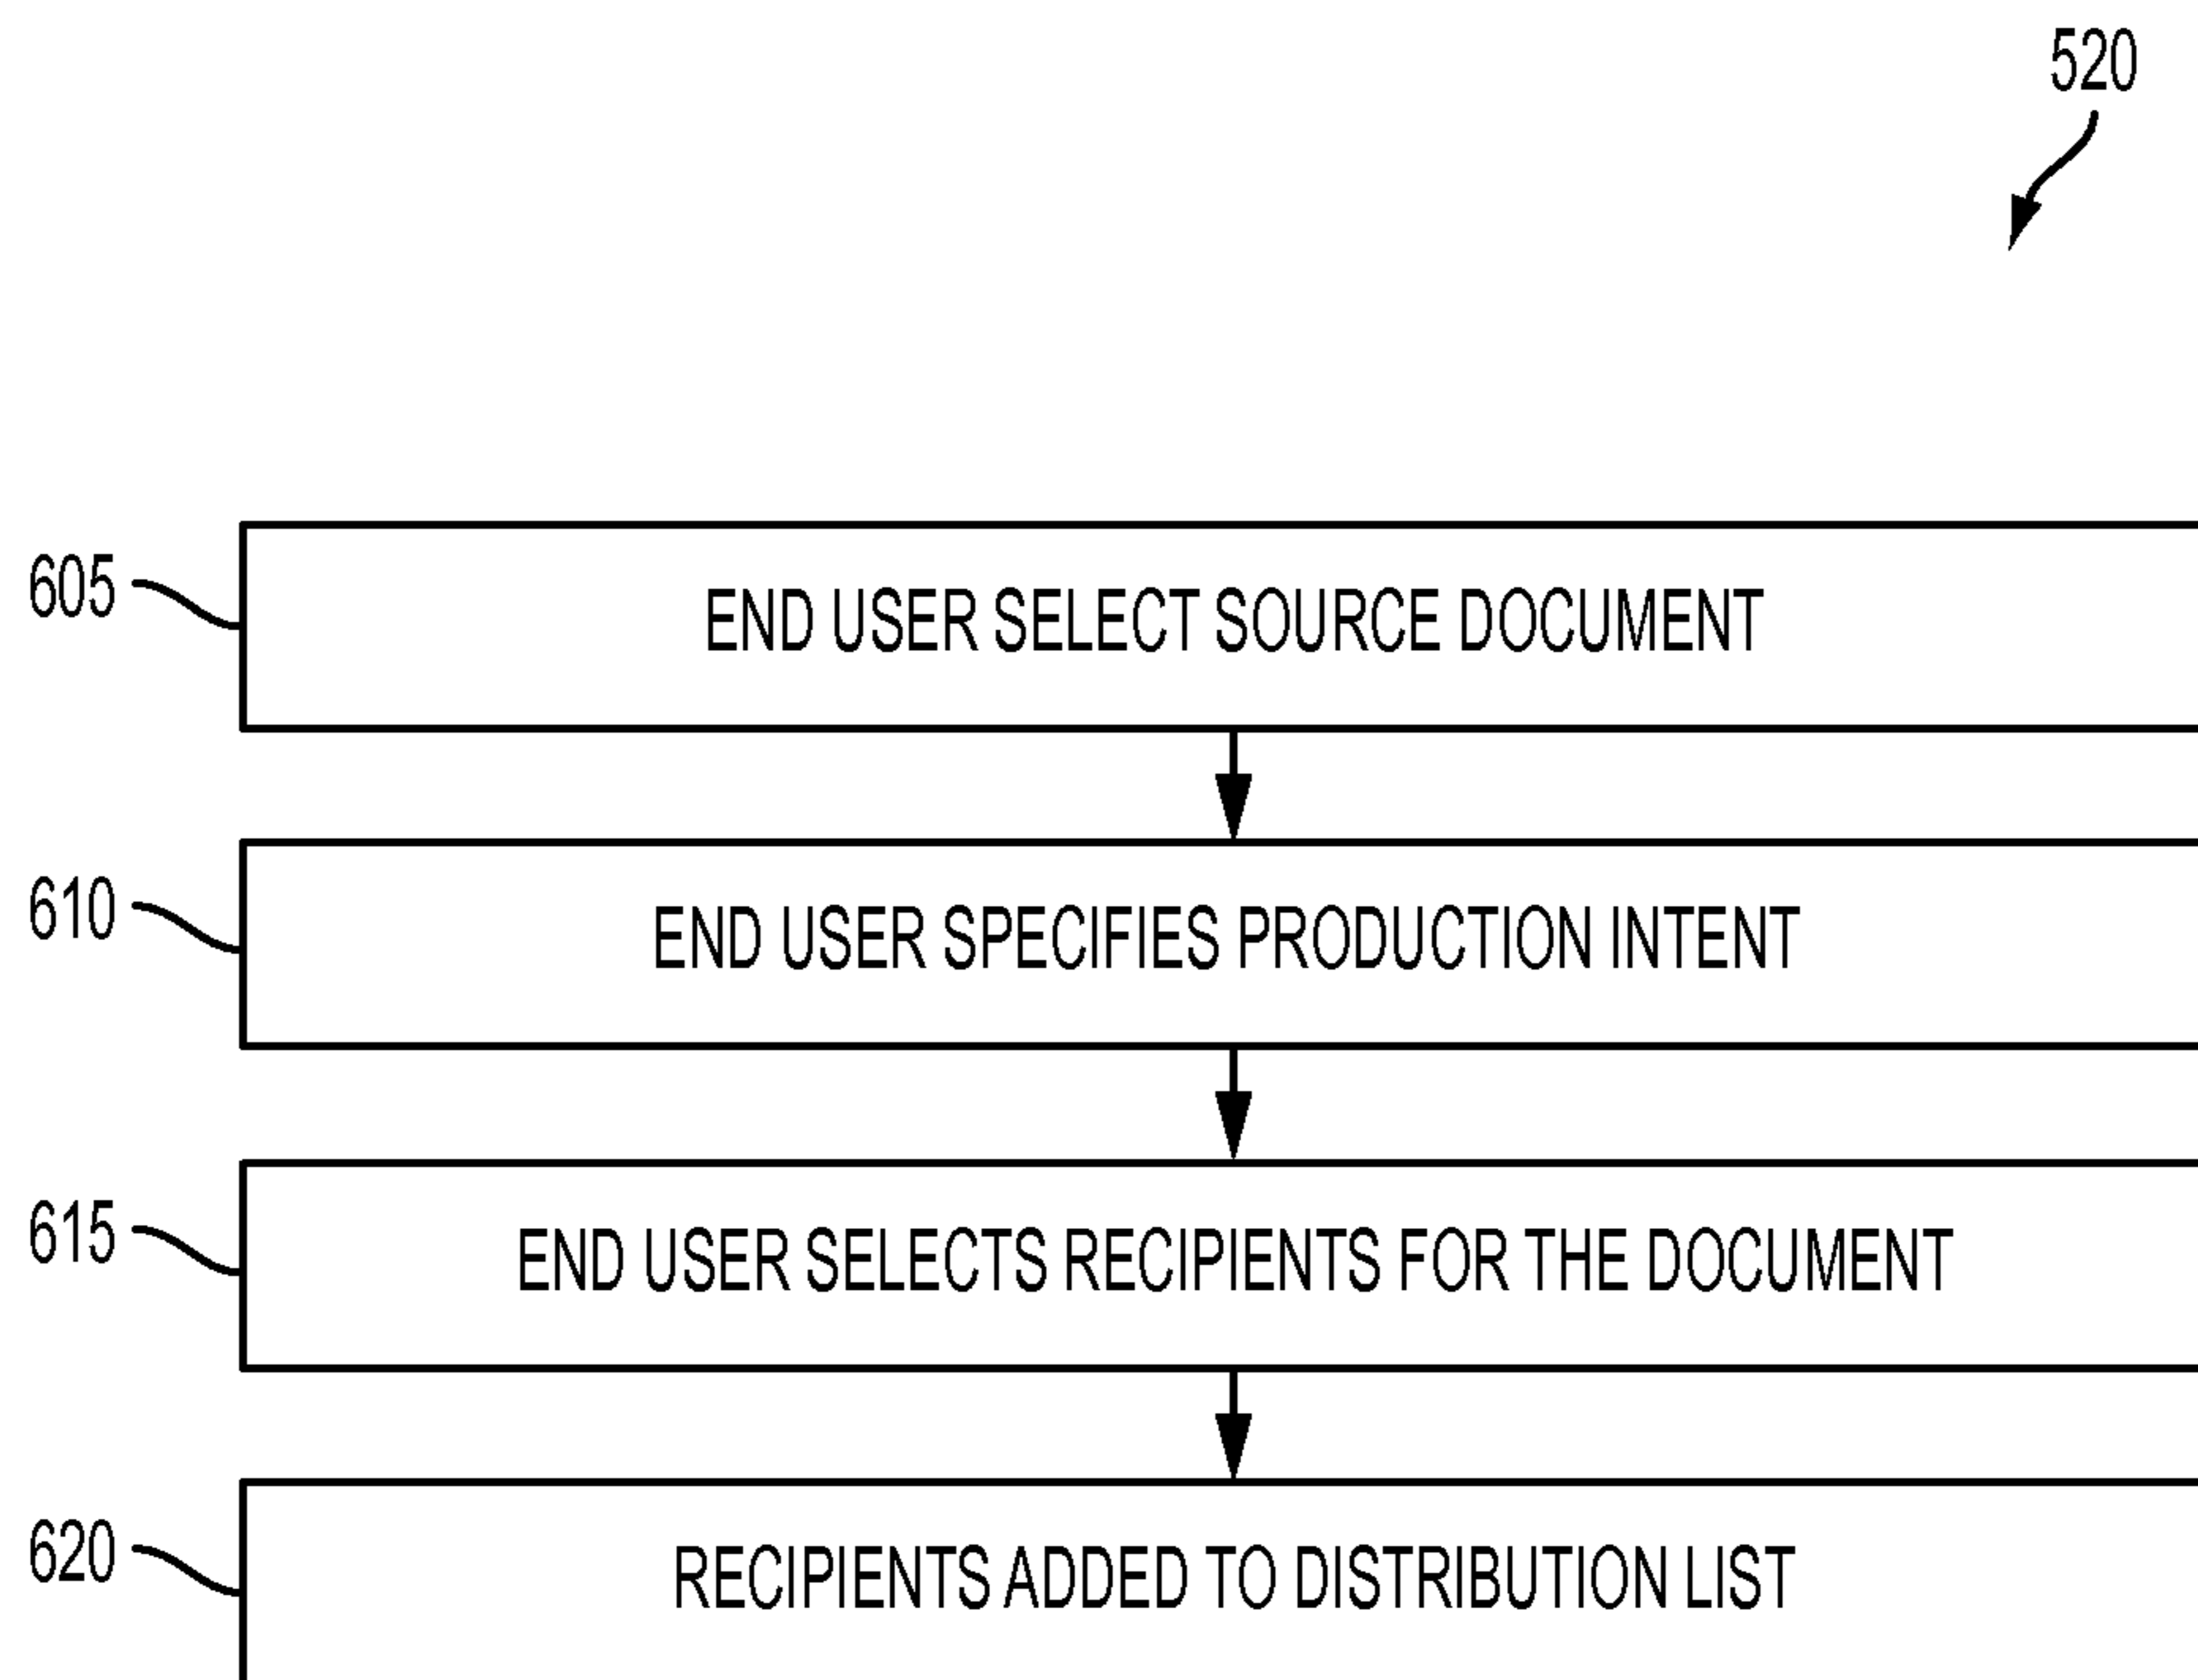 520
605
END USER SELECT SOURCE DOCUMENT
610
END USER SPECIFIES PRODUCTION INTENT
615
END USER SELECTS RECIPIENTS FOR THE DOCUMENT
620
RECIPIENTS ADDED TO DISTRIBUTION LIST